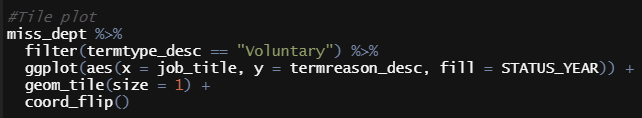 #Tile plot
miss_dept %>%
  filter(termtype_desc == "Voluntary") %>%
  ggplot(aes(x = job_title, y = termreason_desc, fill = STATUS_YEAR)) +
  geom_tile(size = 1) +
  coord_flip()